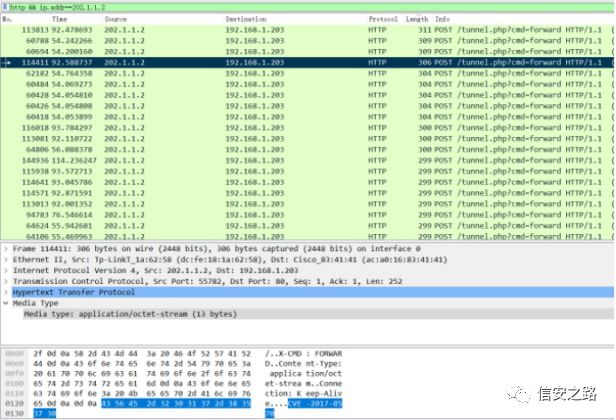 http && ip.addr==202.1.1.2
No. Time Source Destination Protocol Length Info
113813 92.478693 202.1.1.2 192.168.1.203 HTTP 311 POST /tunnel.php?cmd=forward HTTP/1.1 (
60788 54.242266 202.1.1.2 192.168.1.203 HTTP 309 POST /tunnel.php?cmd=forward HTTP/1.1 (
60694 54.200160 202.1.1.2 192.168.1.203 HTTP 309 POST /tunnel.php?cmd=forward HTTP/1.1 (
114411 92.588737 202.1.1.2 192.168.1.203 HTTP 306 POST /tunnel.php?cmd=forward HTTP/1.1 (
62182 54.764358 202.1.1.2 192.168.1.203 HTTP 304 POST /tunnel.php?cmd=forward HTTP/1.1 (
60484 54.069273 202.1.1.2 192.168.1.203 HTTP 304 POST /tunnel.php?cmd=forward HTTP/1.1 (
60428 54.054810 202.1.1.2 192.168.1.203 HTTP 304 POST /tunnel.php?cmd=forward HTTP/1.1 (
60426 54.054808 202.1.1.2 192.168.1.203 HTTP 304 POST /tunnel.php?cmd=forward HTTP/1.1 (
60418 54.053899 202.1.1.2 192.168.1.203 HTTP 304 POST /tunnel.php?cmd=forward HTTP/1.1 (
116018 93.784297 202.1.1.2 192.168.1.203 HTTP 300 POST /tunnel.php?cmd=forward HTTP/1.1 (
113081 92.110722 202.1.1.2 192.168.1.203 HTTP 300 POST /tunnel.php?cmd=forward HTTP/1.1 (
64806 56.088378 202.1.1.2 192.168.1.203 HTTP 300 POST /tunnel.php?cmd=forward HTTP/1.1 (
144936 114.236247 202.1.1.2 192.168.1.203 HTTP 299 POST /tunnel.php?cmd=forward HTTP/1.1 (
115938 93.572713 202.1.1.2 192.168.1.203 HTTP 299 POST /tunnel.php?cmd=forward HTTP/1.1 (
114641 93.045786 202.1.1.2 192.168.1.203 HTTP 299 POST /tunnel.php?cmd=forward HTTP/1.1 (
114571 92.871591 202.1.1.2 192.168.1.203 HTTP 299 POST /tunnel.php?cmd=forward HTTP/1.1 (
113013 92.001352 202.1.1.2 192.168.1.203 HTTP 299 POST /tunnel.php?cmd=forward HTTP/1.1 (
94783 76.546614 202.1.1.2 192.168.1.203 HTTP 299 POST /tunnel.php?cmd=forward HTTP/1.1 (
64624 55.942681 202.1.1.2 192.168.1.203 HTTP 299 POST /tunnel.php?cmd=forward HTTP/1.1 (
64106 55.469963 202.1.1.2 192.168.1.203 HTTP 299 POST /tunnel.php?cmd=forward HTTP/1.1 (
Frame 114411: 306 bytes on wire (2448 bits), 306 bytes captured (2448 bits) on interface 0
Ethernet II, Src: Tp-LinkT_1a:62:58 (dc:fe:18:1a:62:58), Dst: Cisco_83:41:41 (ac:a0:16:83:41:41)
Internet Protocol Version 4, Src: 202.1.1.2, Dst: 192.168.1.203
Transmission Control Protocol, Src Port: 55782, Dst Port: 80, Seq: 1, Ack: 1, Len: 252
Hypertext Transfer Protocol
Media Type
Media type: application/octet-stream (13 bytes)
00d0 2f 0d 0a 58 2d 43 4d 44 3a 20 46 4f 52 57 41 52 /..X-CMD : FORWAR
00e0 44 0d 0a 43 6f 6e 74 65 6e 74 2d 54 79 70 65 3a D..Conte nt-Type:
00f0 20 61 70 70 6c 69 63 61 74 69 6f 6e 2f 6f 63 74 applica tion/oct
0100 65 74 2d 73 74 72 65 61 6d 0d 0a 43 6f 6e 6e 65 et-strea m..Conne
0110 63 74 69 6f 6e 3a 20 4b 65 65 70 2d 41 6c 69 76 ction: K eep-Aliv
0120 65 0d 0a 0d 0a 43 56 45 2d 32 30 31 37 2d 38 35 e....CVE -2017-85
0130 37 30 70
信安之路